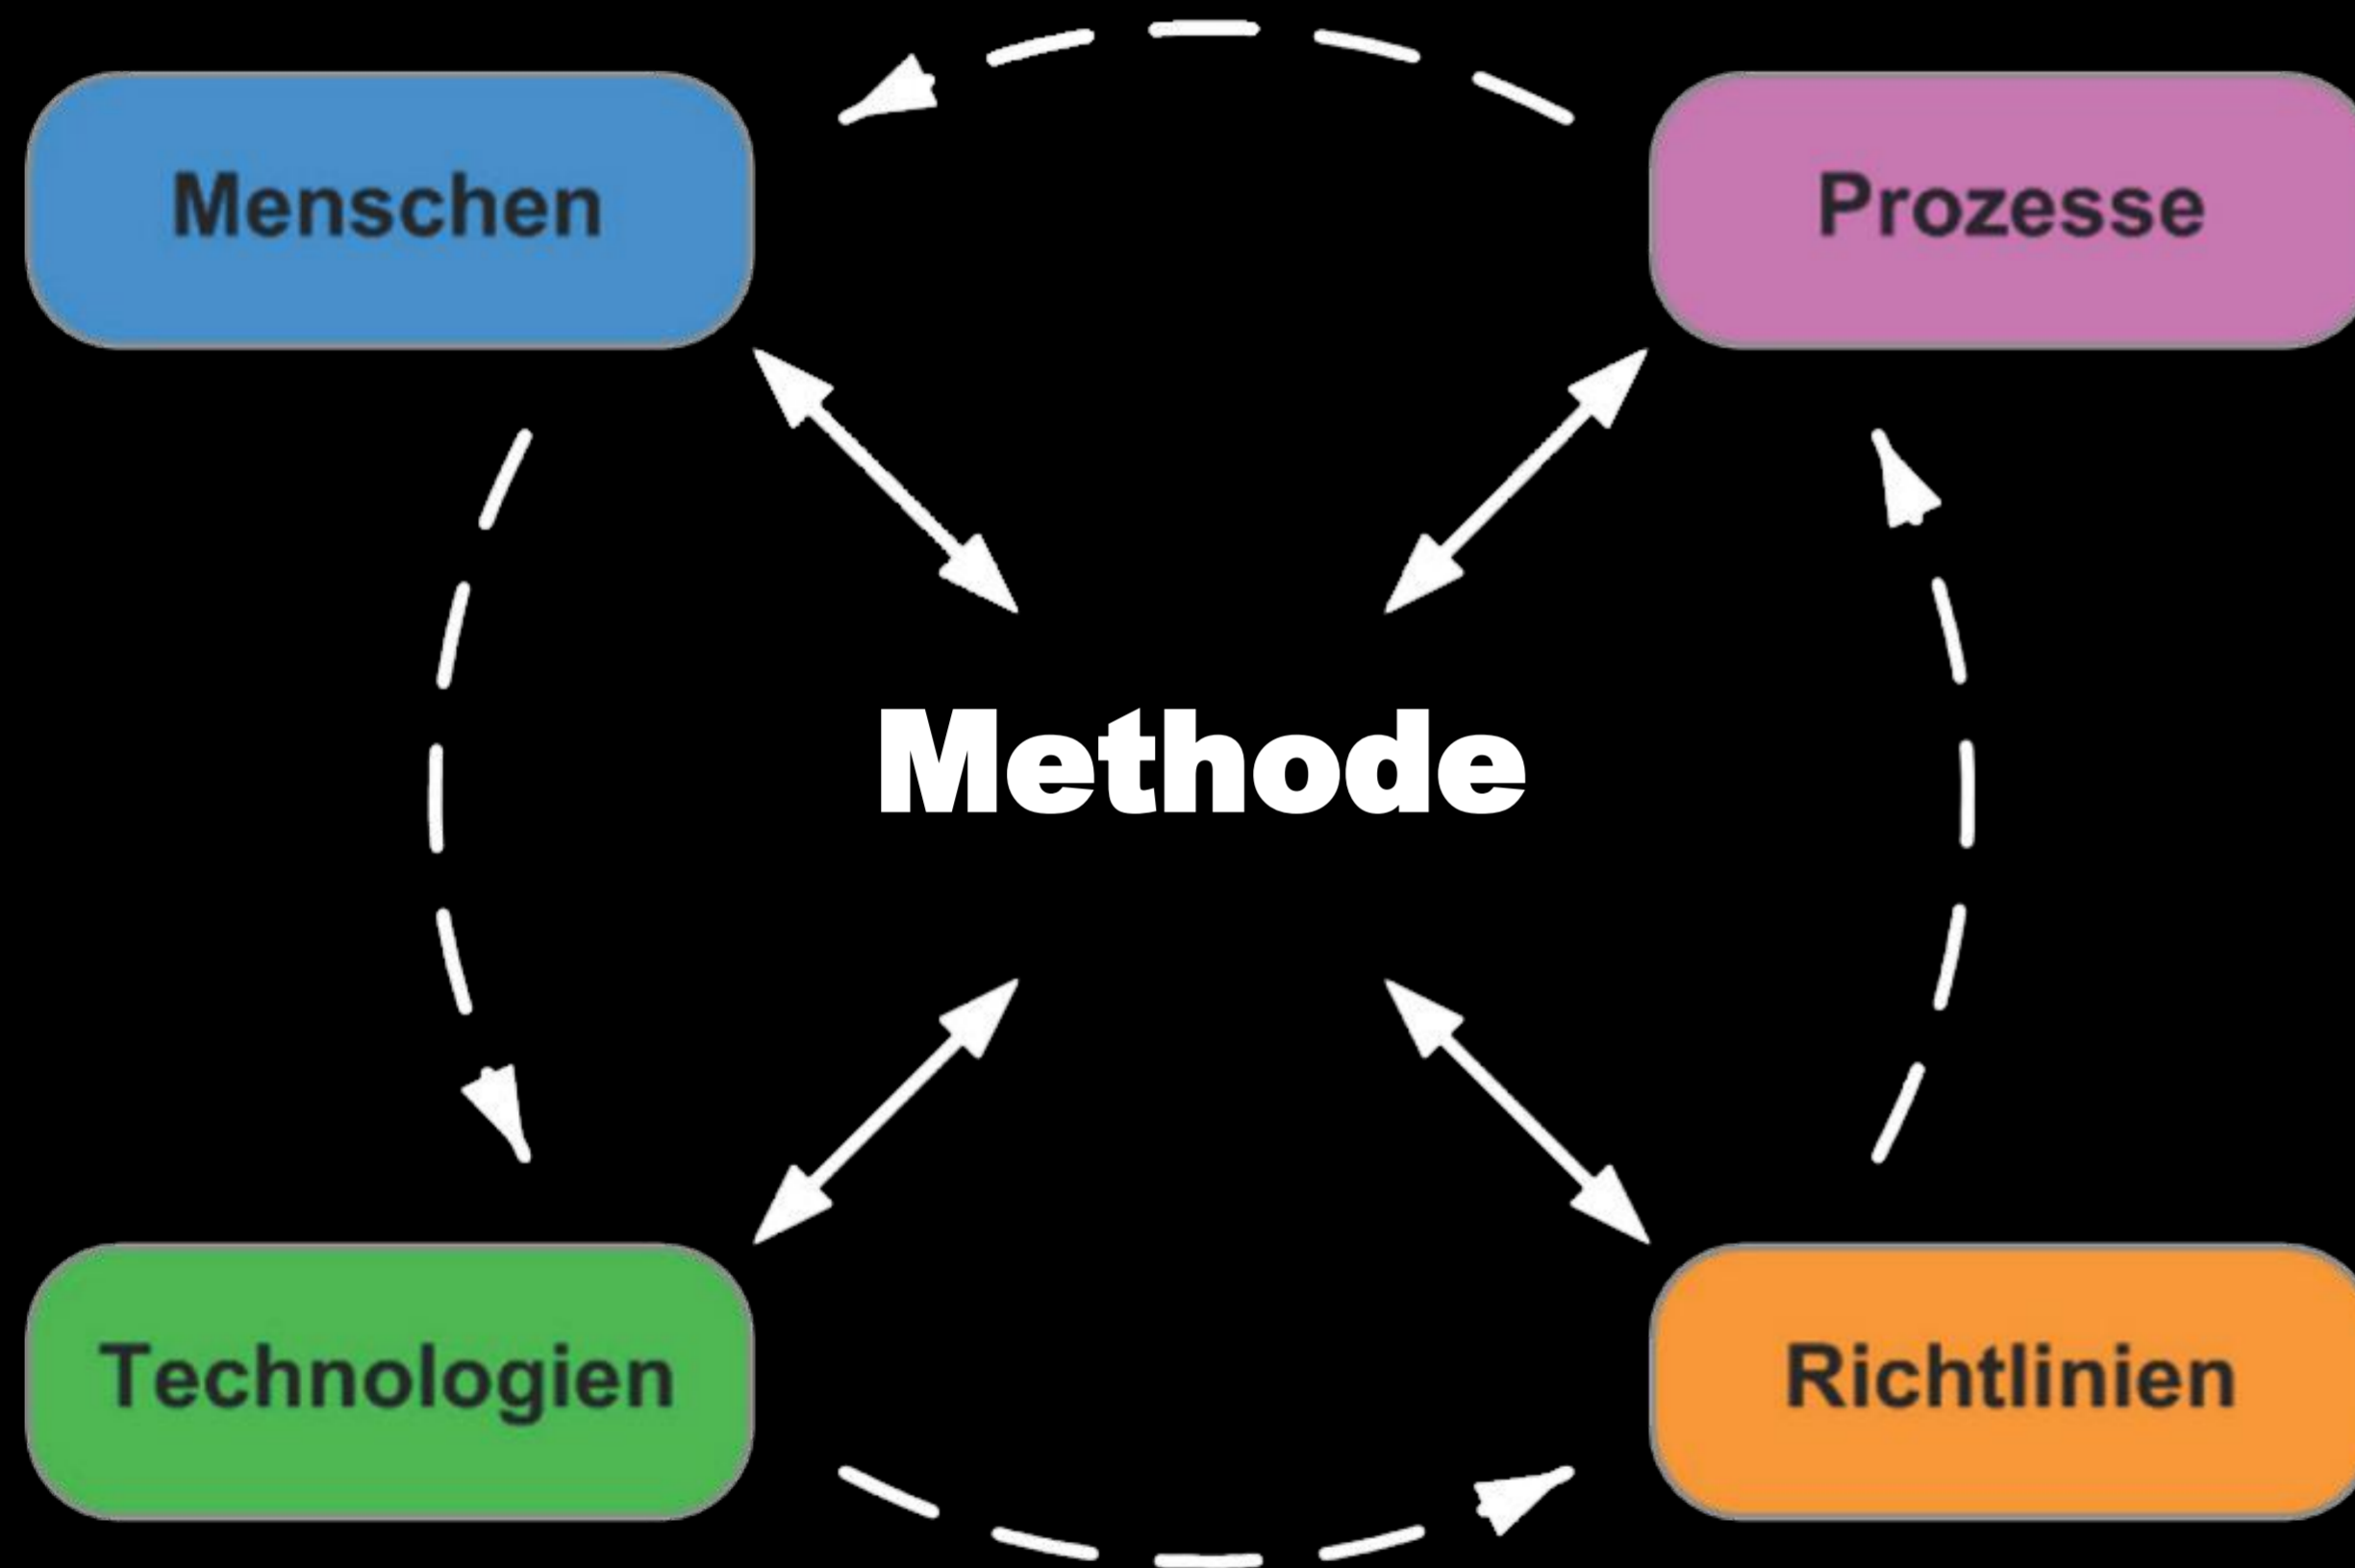 Menschen
Prozesse
Methode
Technologien
Richtlinien